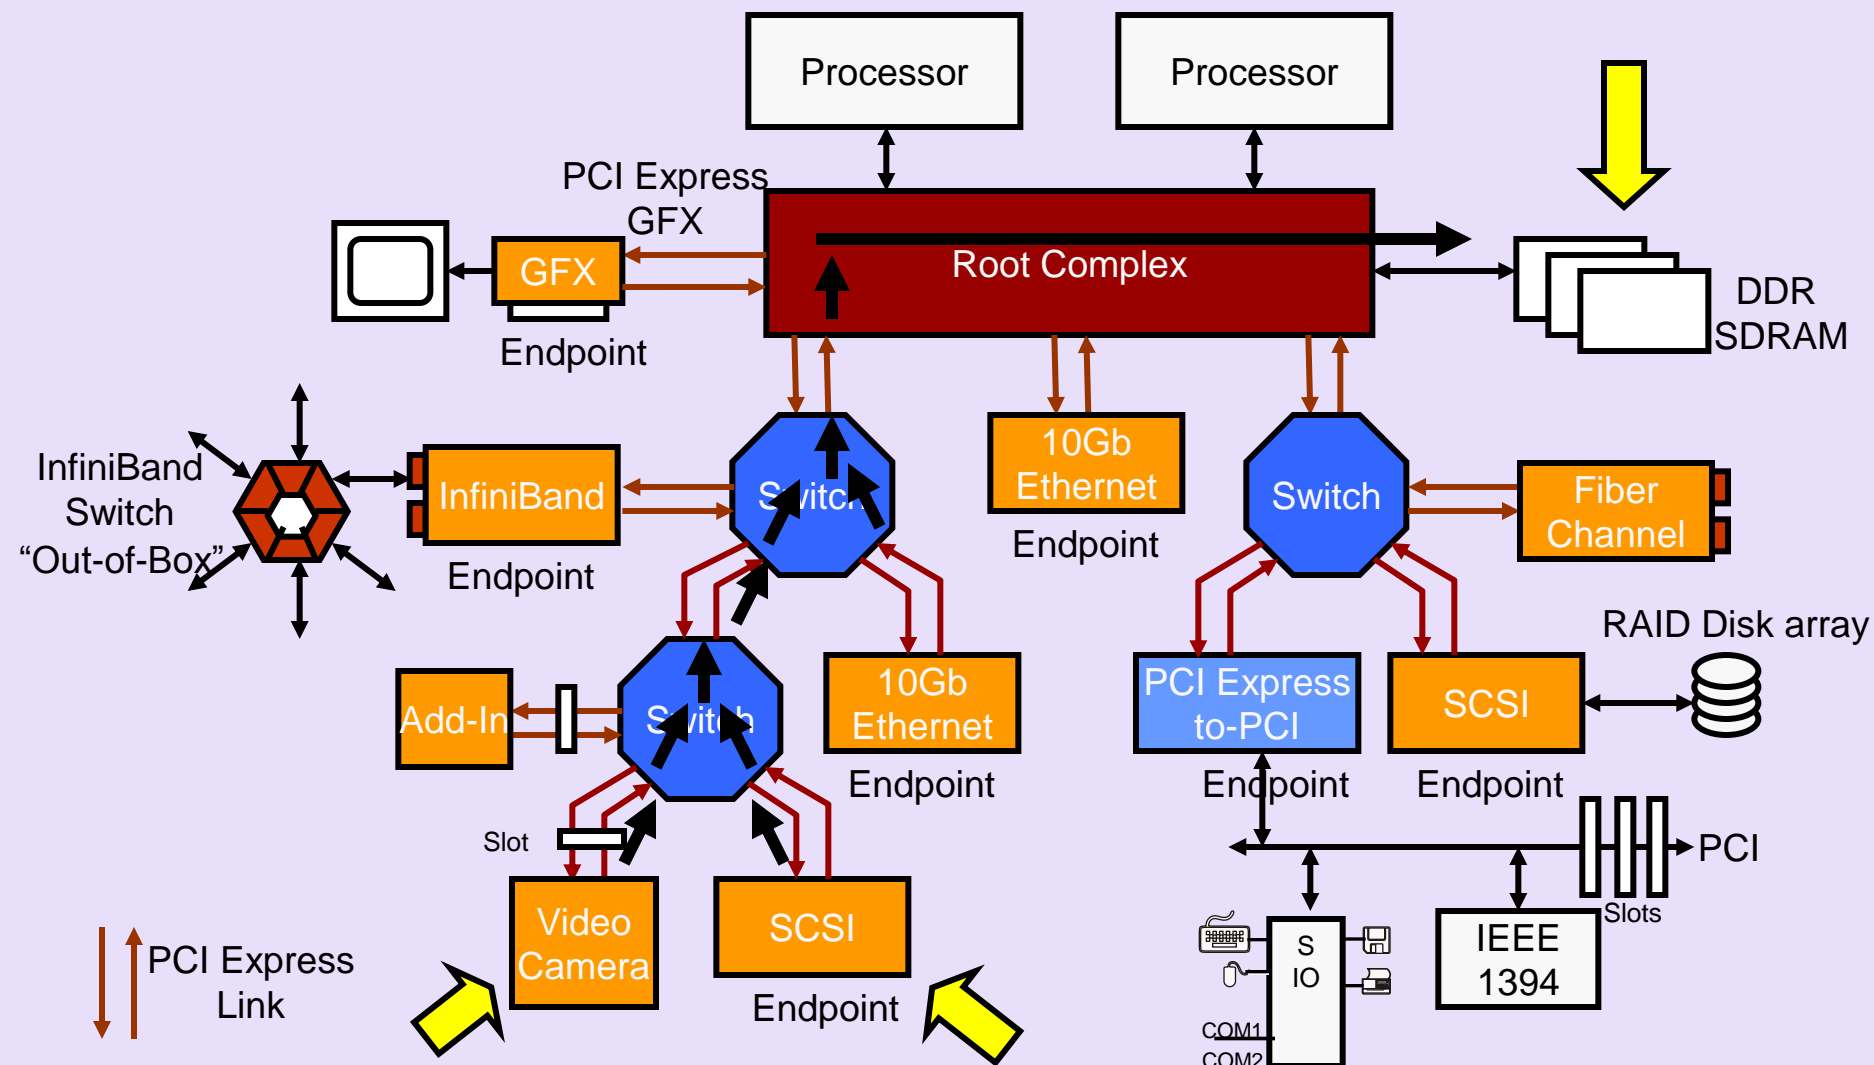 Processor
Processor
PCI Express
GFX
GFX
Endpoint
Root Complex
DDR
SDRAM
InfiniBand
Switch
“Out-of-Box”
InfiniBand
Endpoint
Switch
10Gb
Ethernet
Endpoint
Switch
Fiber
Channel
RAID Disk array
Add-In
Switch
10Gb
Ethernet
Endpoint
PCI Express
to-PCI
Endpoint
SCSI
Endpoint
Slot
PCI
Slots
Video
Camera
SCSI
Endpoint
S
IO
IEEE
1394
COM1
COM2
PCI Express
Link